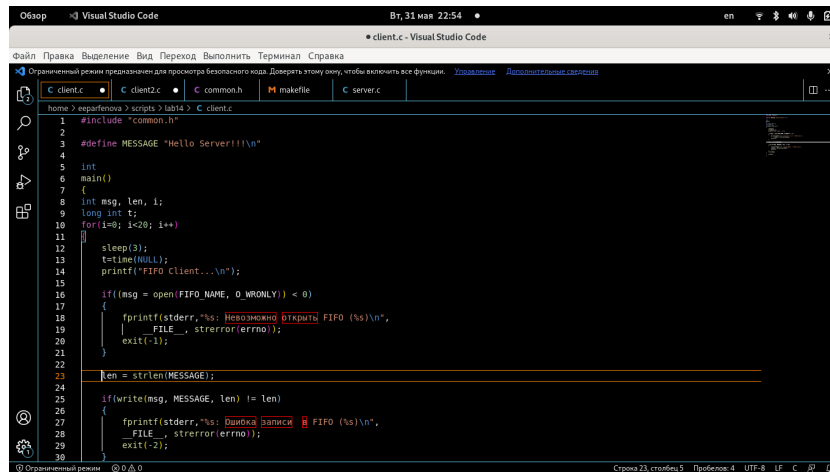 Обзор Visual Studio Code Вт, 31 мая 22:54 en
client.c - Visual Studio Code
Файл Правка Выделение Вид Переход Выполнить Терминал Справка
Ограниченный режим предназначен для просмотра безопасного кода. Доверять этому окну, чтобы включить все функции. Управление Дополнительные сведения
C client.c C client2.c C common.h M makefile C server.c
home > eeparfenova > scripts > lab14 > C client.c
1 #include "common.h"
2
3 #define MESSAGE "Hello Server!!!\n"
4
5 int
6 main()
7 {
8 int msg, len, i;
9 long int t;
10 for(i=0; i<20; i++)
11 {
12 sleep(3);
13 t=time(NULL);
14 printf("FIFO Client...\n");
15
16 if((msg = open(FIFO_NAME, O_WRONLY)) < 0)
17 {
18 fprintf(stderr,"%s: Невозможно открыть FIFO (%s)\n",
19 __FILE__, strerror(errno));
20 exit(-1);
21 }
22
23 len = strlen(MESSAGE);
24
25 if(write(msg, MESSAGE, len) != len)
26 {
27 fprintf(stderr,"%s: Ошибка записи в FIFO (%s)\n",
28 __FILE__, strerror(errno));
29 exit(-2);
30 }
Ограниченный режим 0 0 Строка 23, столбец 5 Пробелов: 4 UTF-8 LF C